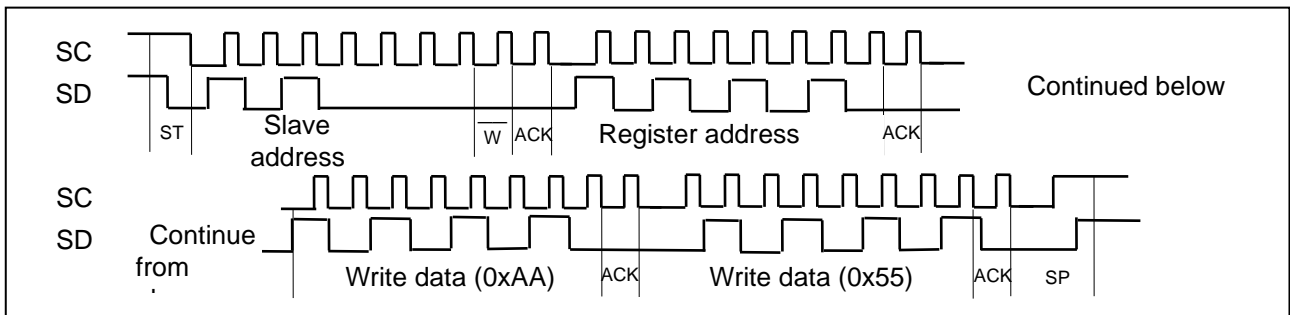 SC
SD
Continued below
ST
Slave
address
W
ACK
Register address
ACK
SC
SD
Continue
from
Write data (0xAA)
ACK
Write data (0x55)
ACK
SP